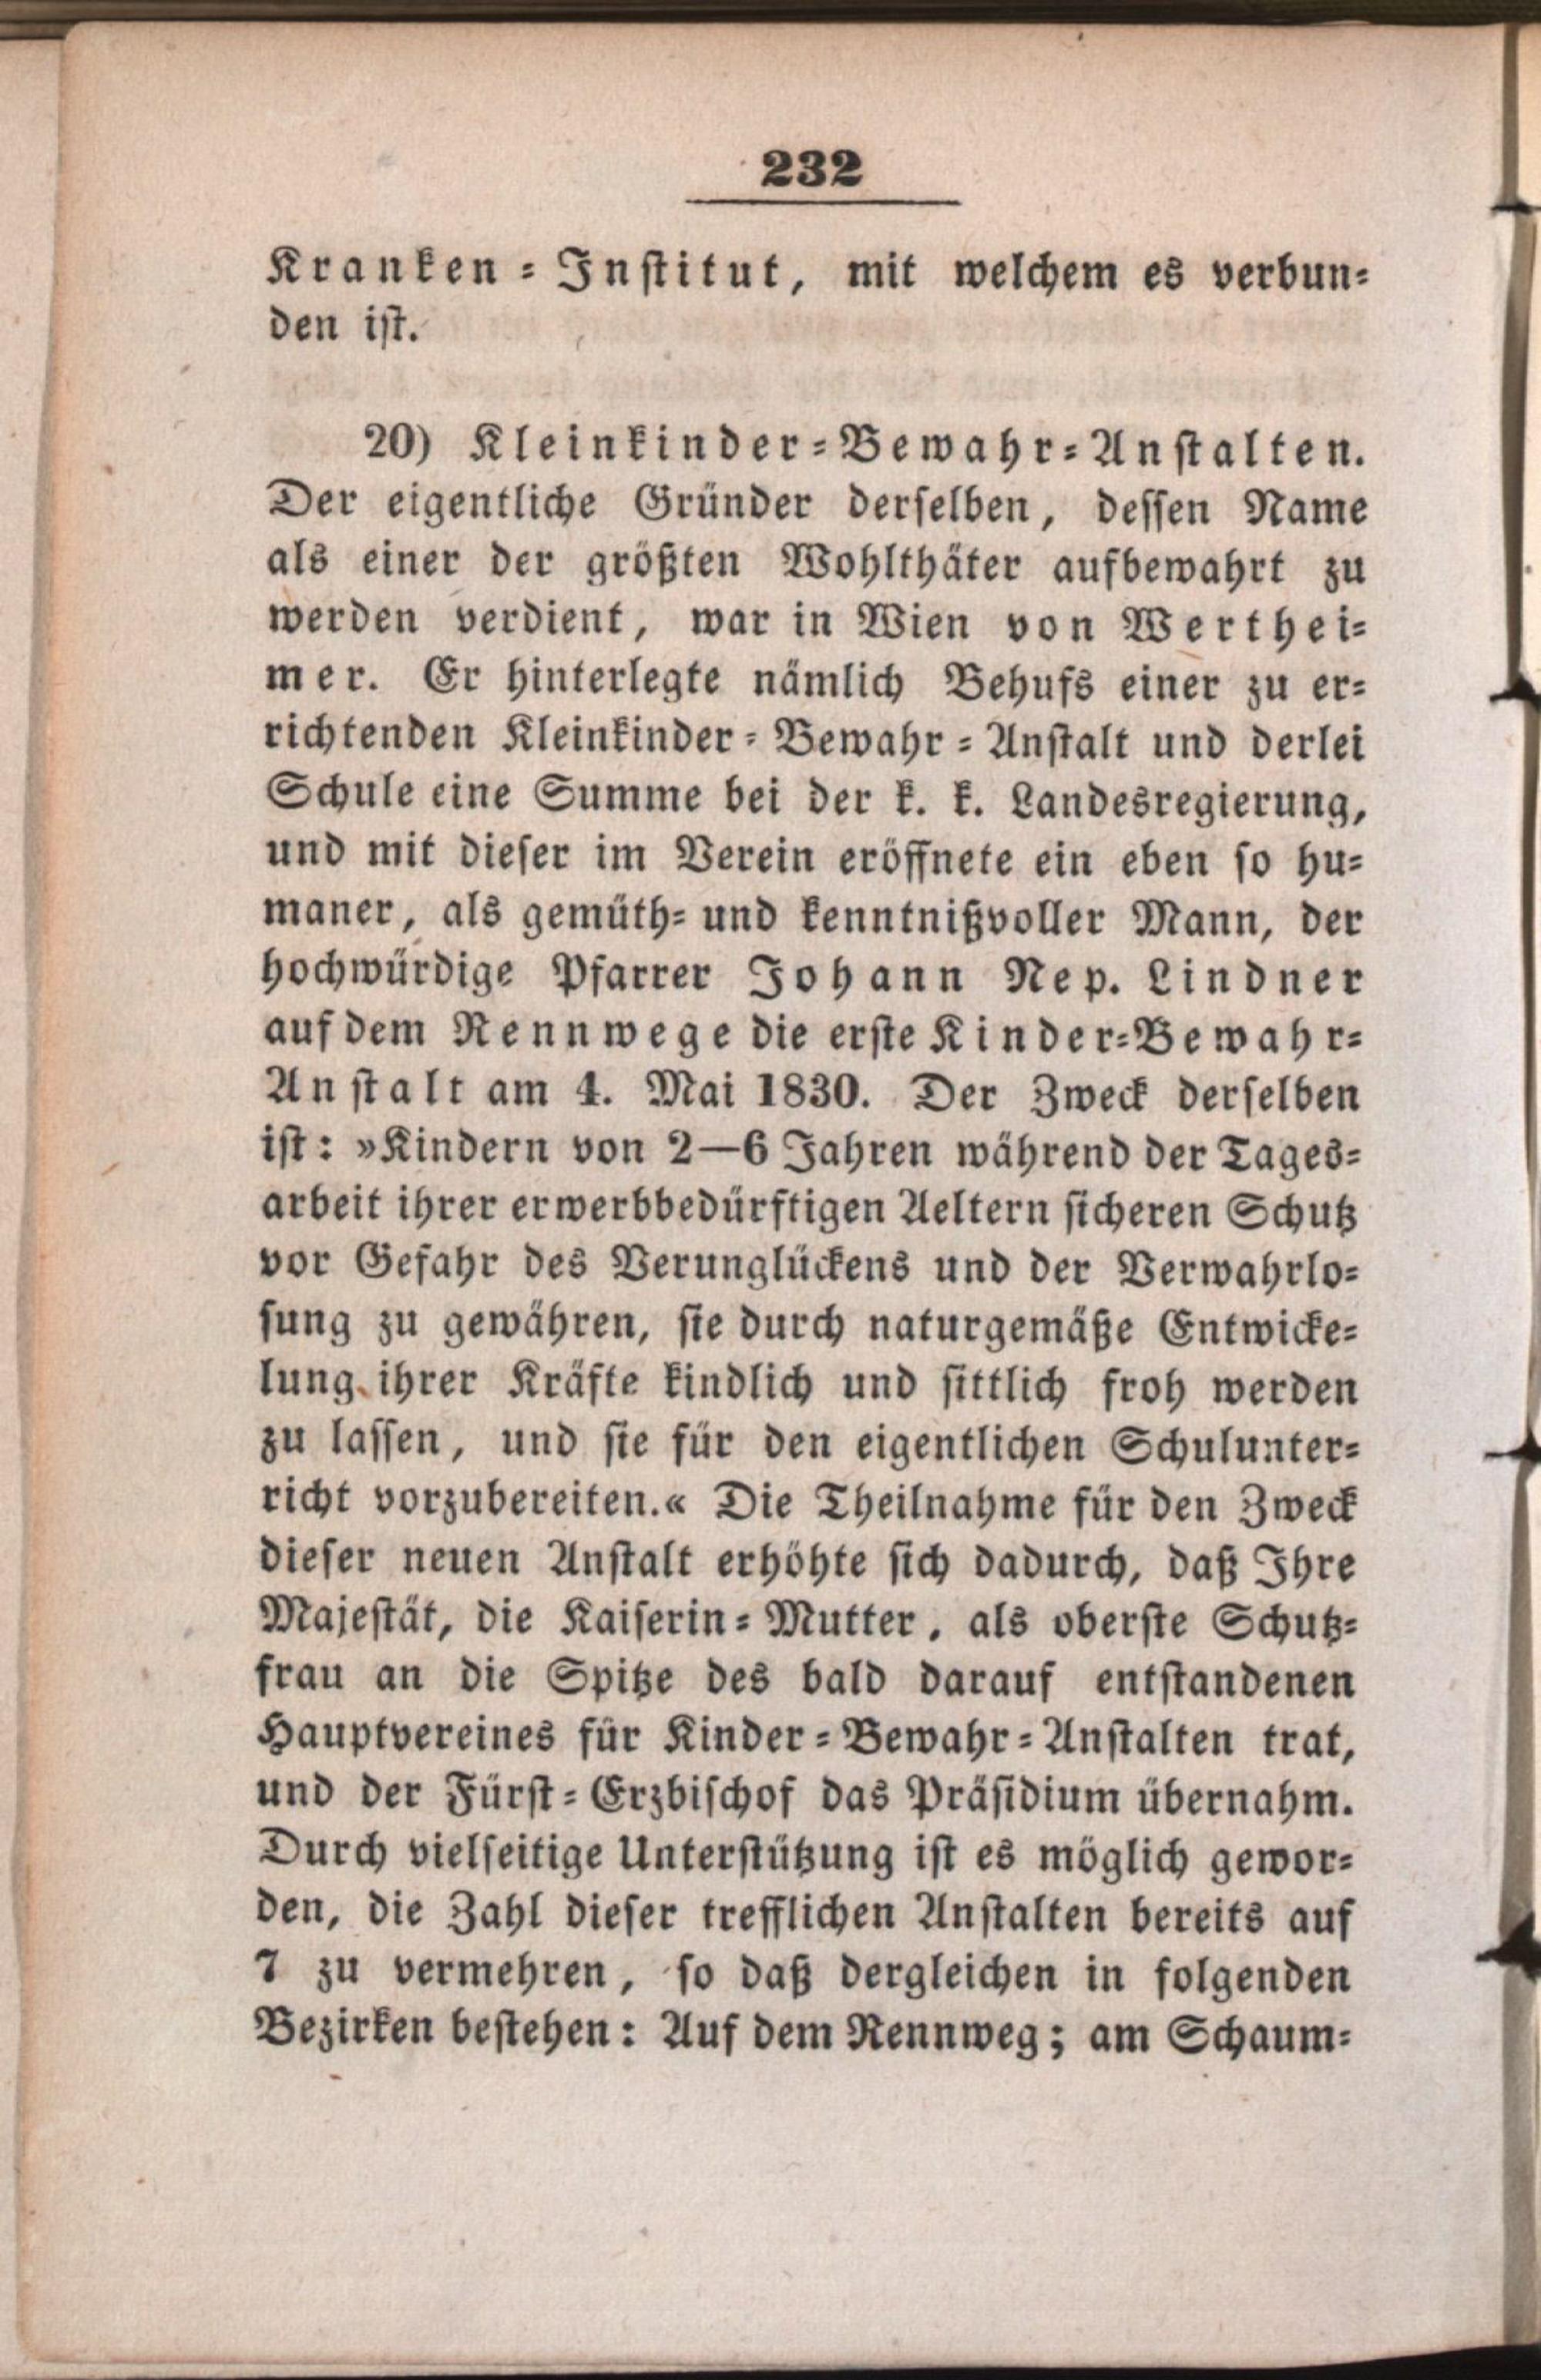 232
Kranken-Institut, mit welchem es verbun-
den ist.
20) Kleinkinder-Bewahr-Anstalten.
Der eigentliche Gründer derselben, dessen Name
als einer der größten Wohlthäter aufbewahrt zu
werden verdient, war in Wien von Werthei-
mer. Er hinterlegte nämlich Behufs einer zu er-
richtenden Kleinkinder-Bewahr-Anstalt und derlei
Schule eine Summe bei der k. k. Landesregierung,
und mit dieser im Verein eröffnete ein eben so hu-
maner, als gemüth- und kenntnißvoller Mann, der
hochwürdige Pfarrer Johann Nep. Lindner
auf dem Rennwege die erste Kinder-Bewahr-
Anstalt am 4. Mai 1830. Der Zweck derselben
ist: »Kindern von 2—6 Jahren während der Tages-
arbeit ihrer erwerbbedürftigen Aeltern sicheren Schutz
vor Gefahr des Verunglückens und der Verwahrlo-
sung zu gewähren, sie durch naturgemäße Entwicke-
lung ihrer Kräfte kindlich und sittlich froh werden
zu lassen, und sie für den eigentlichen Schulunter-
richt vorzubereiten.« Die Theilnahme für den Zweck
dieser neuen Anstalt erhöhte sich dadurch, daß Ihre
Majestät, die Kaiserin-Mutter, als oberste Schutz-
frau an die Spitze des bald darauf entstandenen
Hauptvereines für Kinder-Bewahr-Anstalten trat,
und der Fürst-Erzbischof das Präsidium übernahm.
Durch vielseitige Unterstützung ist es möglich gewor-
den, die Zahl dieser trefflichen Anstalten bereits auf
7 zu vermehren, so daß dergleichen in folgenden
Bezirken bestehen: Auf dem Rennweg; am Schaum-